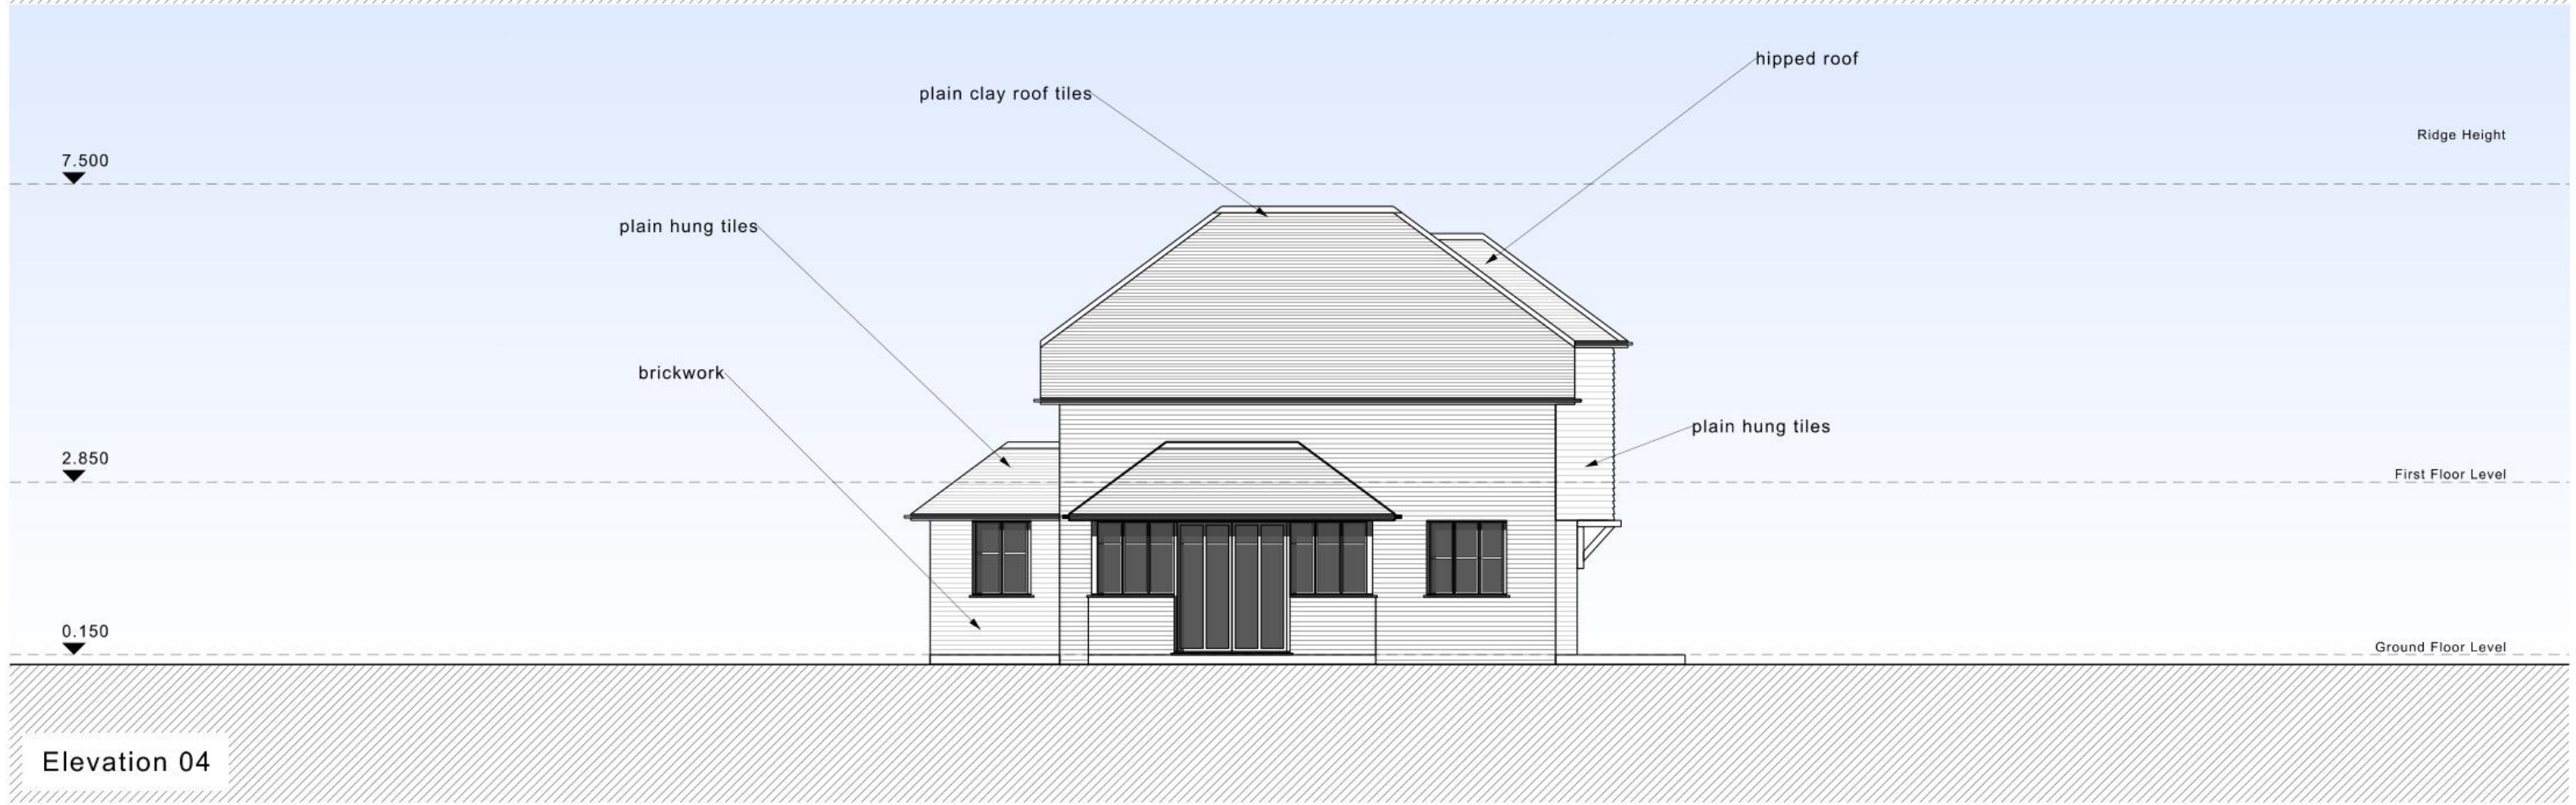 hipped roof
plain clay roof tiles
Ridge Height
7.500
plain hung tiles
brickwork
plain hung tiles
2.850
First Floor Level
0.150
Ground Floor Level
Elevation 04